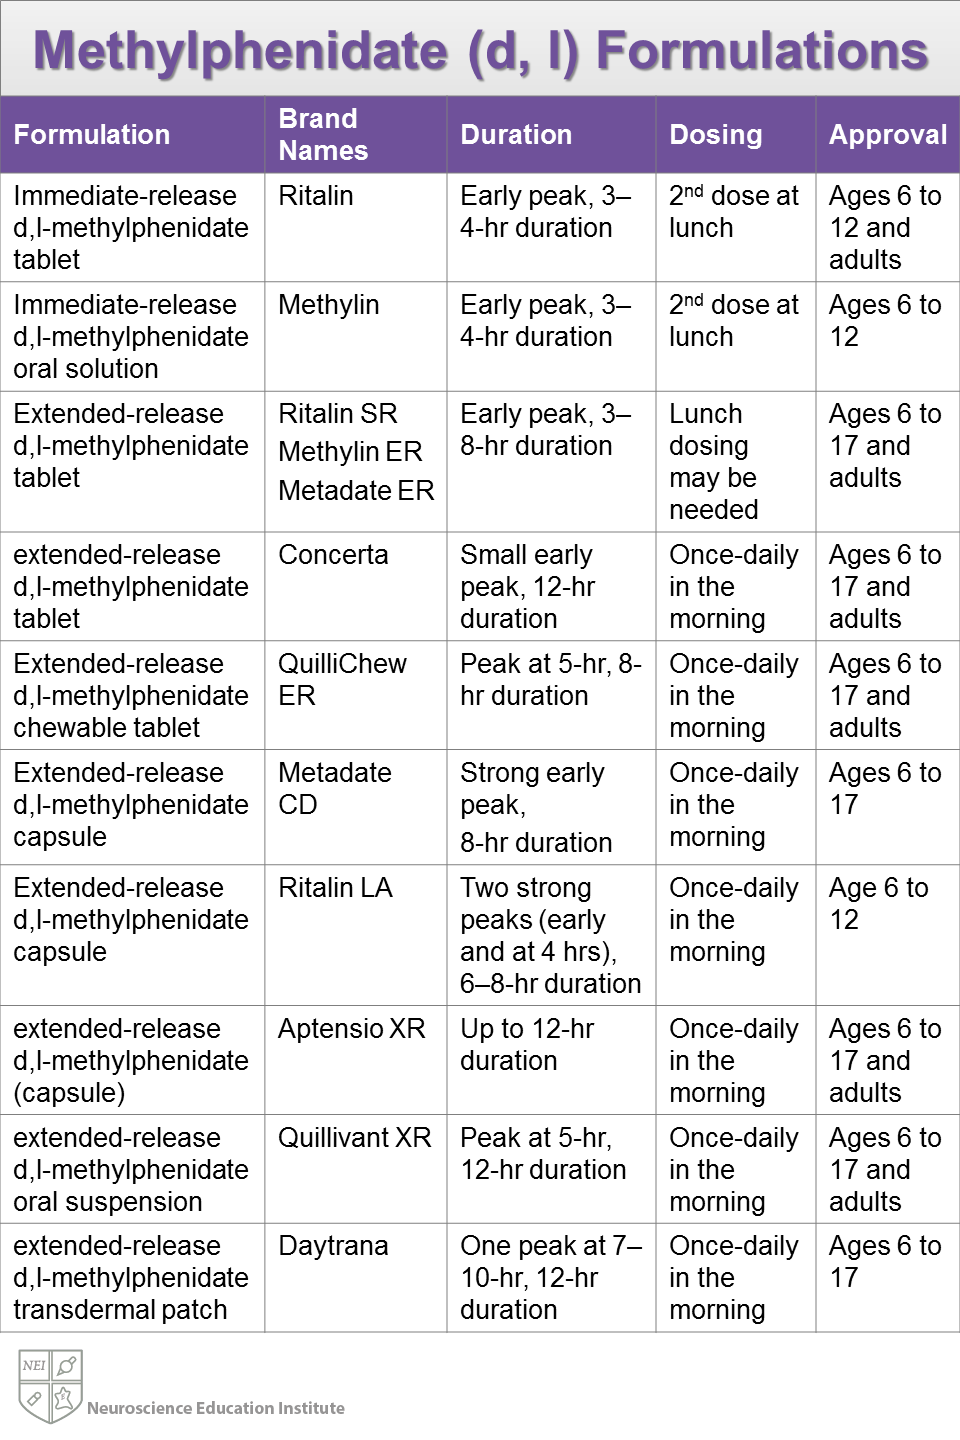 Methylphenidate (d, l) Formulations
Formulation
Brand
Names
Duration
Dosing
Approval
Immediate-release
d,l-methylphenidate
tablet
Ritalin
Early peak, 3–
4-hr duration
2nd dose at
lunch
Ages 6 to
12 and
adults
Immediate-release
d,l-methylphenidate
oral solution
Methylin
Early peak, 3–
4-hr duration
2nd dose at
lunch
Ages 6 to
12
Extended-release
d,l-methylphenidate
tablet
Ritalin SR
Methylin ER
Metadate ER
Early peak, 3–
8-hr duration
Lunch
dosing
may be
needed
Ages 6 to
17 and
adults
extended-release
d,l-methylphenidate
tablet
Concerta
Small early
peak, 12-hr
duration
Once-daily
in the
morning
Ages 6 to
17 and
adults
Extended-release
d,l-methylphenidate
chewable tablet
QuilliChew
ER
Peak at 5-hr, 8-
hr duration
Once-daily
in the
morning
Ages 6 to
17 and
adults
Extended-release
d,l-methylphenidate
capsule
Metadate
CD
Strong early
peak,
8-hr duration
Once-daily
in the
morning
Ages 6 to
17
Extended-release
d,l-methylphenidate
capsule
Ritalin LA
Two strong
peaks (early
and at 4 hrs),
6–8-hr duration
Once-daily
in the
morning
Age 6 to
12
extended-release
d,l-methylphenidate
(capsule)
Aptensio XR
Up to 12-hr
duration
Once-daily
in the
morning
Ages 6 to
17 and
adults
extended-release
d,l-methylphenidate
oral suspension
Quillivant XR
Peak at 5-hr,
12-hr duration
Once-daily
in the
morning
Ages 6 to
17 and
adults
extended-release
d,l-methylphenidate
transdermal patch
Daytrana
One peak at 7–
10-hr, 12-hr
duration
Once-daily
in the
morning
Ages 6 to
17
NEI
Neuroscience Education Institute